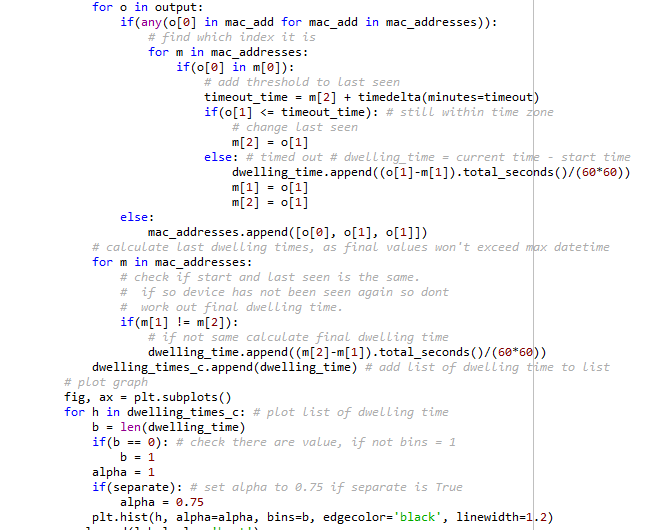 for o in output:
if(any(o[0] in mac_add for mac_add in mac_addresses)):
# find which index it is
for m in mac_addresses:
if(o[0] in m[0]):
# add threshold to last seen
timeout_time = m[2] + timedelta(minutes=timeout)
if(o[1] <= timeout_time): # still within time zone
# change last seen
m[2] = o[1]
else: # timed out # dwelling_time = current time - start time
dwelling_time.append((o[1]-m[1]).total_seconds()/(60*60))
m[1] = o[1]
m[2] = o[1]
else:
mac_addresses.append([o[0], o[1], o[1]])
# calculate last dwelling times, as final values won't exceed max datetime
for m in mac_addresses:
# check if start and last seen is the same.
#  if so device has not been seen again so dont
#  work out final dwelling time.
if(m[1] != m[2]):
# if not same calculate final dwelling time
dwelling_time.append((m[2]-m[1]).total_seconds()/(60*60))
dwelling_times_c.append(dwelling_time) # add list of dwelling time to list
# plot graph
fig, ax = plt.subplots()
for h in dwelling_times_c: # plot list of dwelling time
b = len(dwelling_time)
if(b == 0): # check there are value, if not bins = 1
b = 1
alpha = 1
if(separate): # set alpha to 0.75 if separate is True
alpha = 0.75
plt.hist(h, alpha=alpha, bins=b, edgecolor='black', linewidth=1.2)